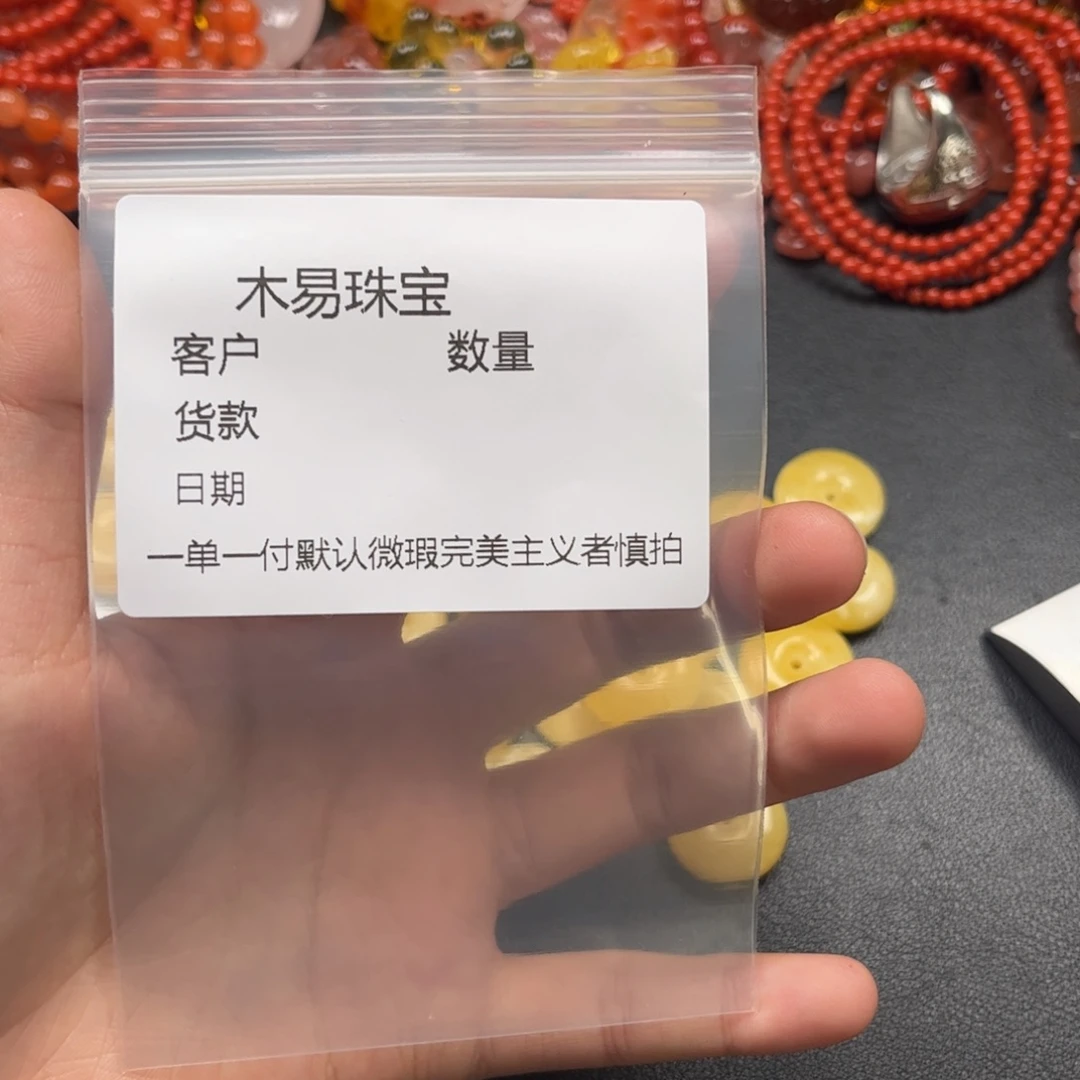 木易珠宝
客户 数量
货款
日期
一单一付默认微瑕完美主义者慎拍